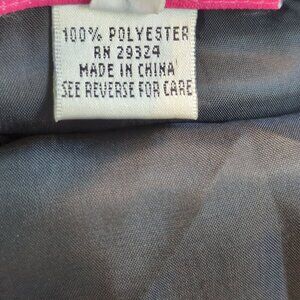 100% POLYESTER
RN 29324
MADE IN CHINA
SEE REVERSE FOR CARE